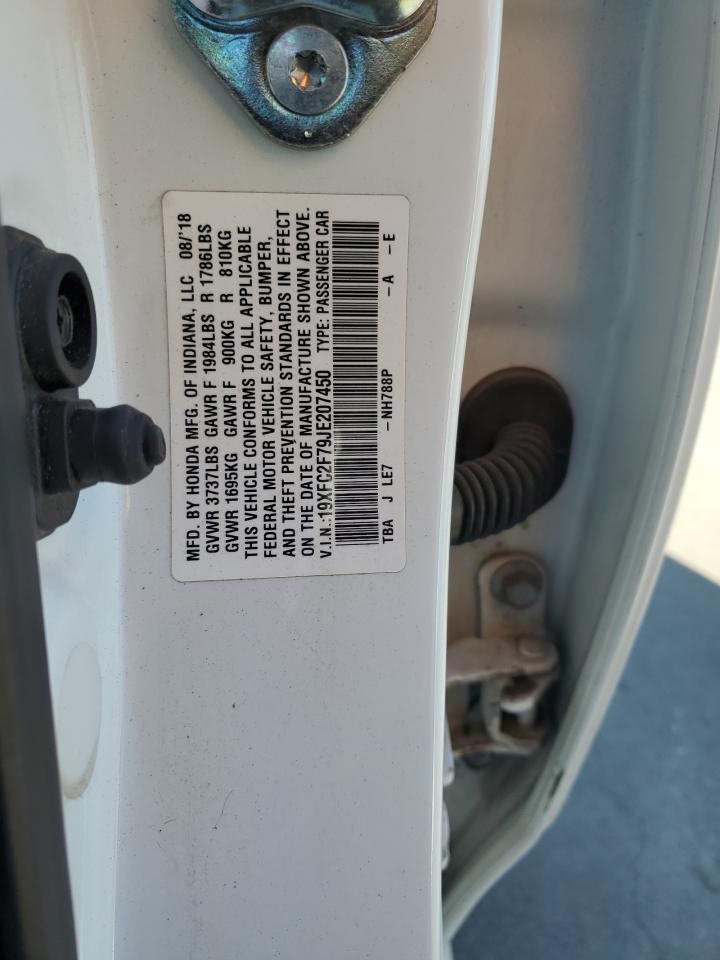 MFD. BY HONDA MFG. OF INDIANA, LLC 08/'18
GVWR 3737LBS GAWR F 1984LBS R 1786LBS
GVWR 1695KG GAWR F 900KG R 810KG
THIS VEHICLE CONFORMS TO ALL APPLICABLE
FEDERAL MOTOR VEHICLE SAFETY, BUMPER,
AND THEFT PREVENTION STANDARDS IN EFFECT
ON THE DATE OF MANUFACTURE SHOWN ABOVE.
V.I.N.:19XFC2F79JE207450 TYPE: PASSENGER CAR
TBA J LE7 -NH788P -A -E